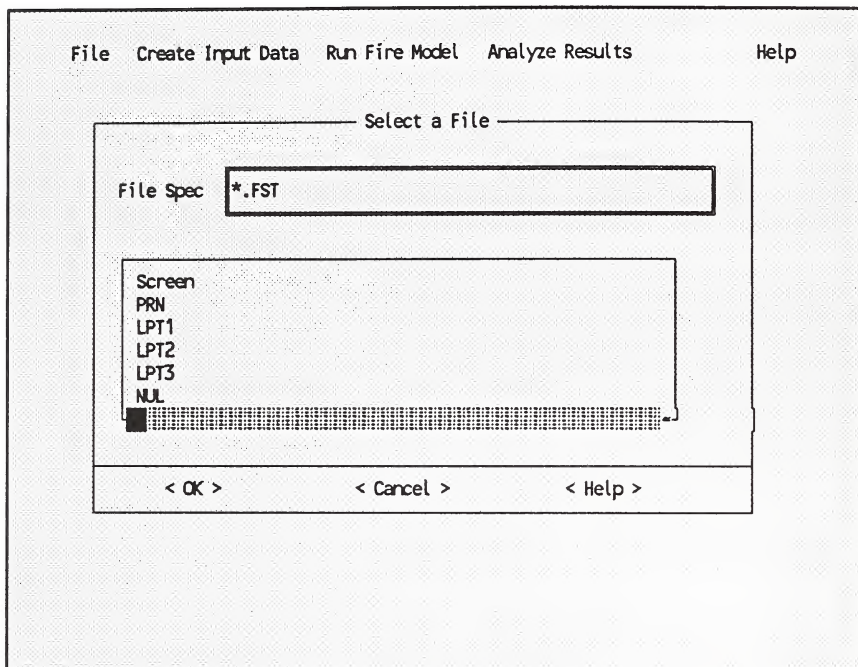 File Create Input Data Run Fire Model Analyze Results Help
Select a File
File Spec *.FST
Screen
PRN
LPT1
LPT2
LPT3
NUL
< OK > < Cancel > < Help >